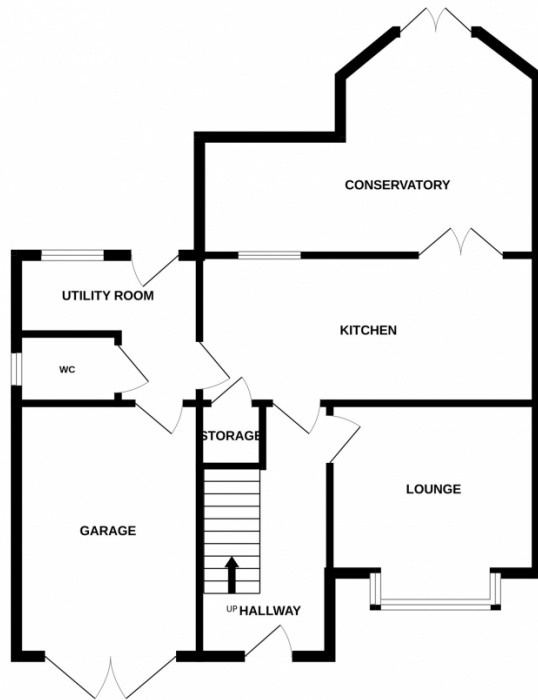 CONSERVATORY
UTILITY ROOM
KITCHEN
WC
STORAGE
LOUNGE
GARAGE
UP
HALLWAY